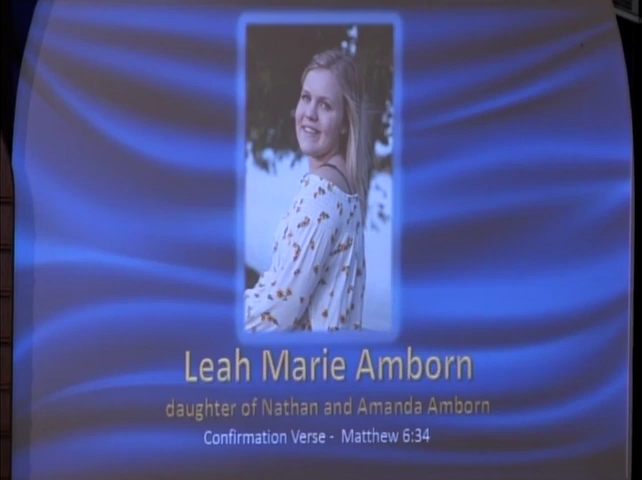 Leah Marie Amborn
daughter of Nathan and Amanda Amborn
Confirmation Verse - Matthew 6:34